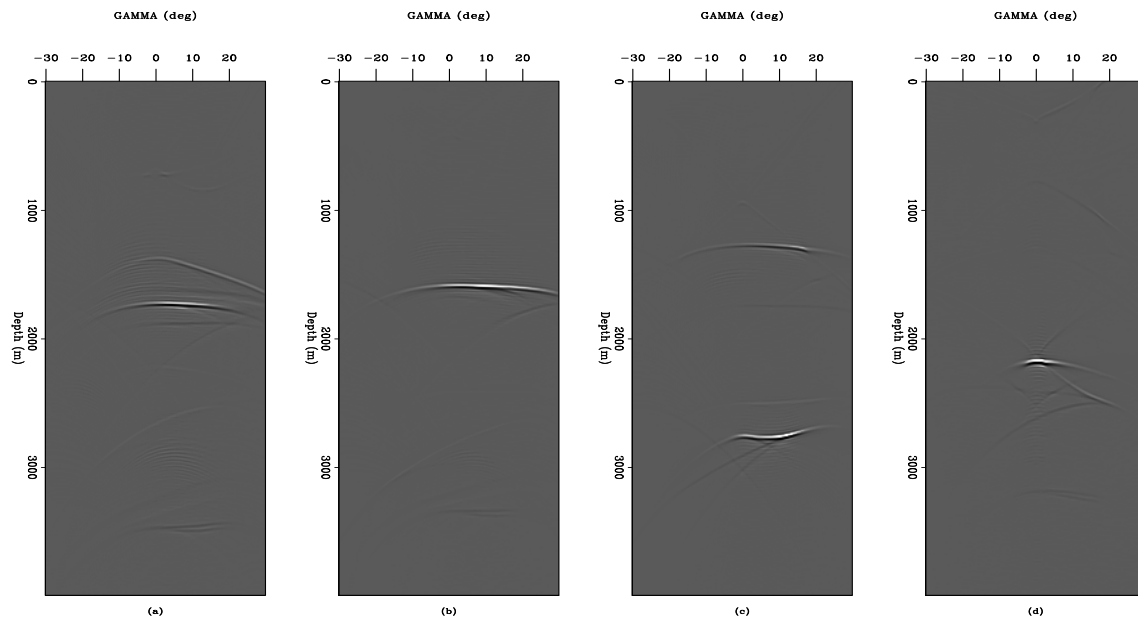 GAMMA (deg) GAMMA (deg) GAMMA (deg) GAMMA (deg)
−30 −20 −10 0 10 20 −30 −20 −10 0 10 20 −30 −20 −10 0 10 20 −30 −20 −10 0 10 20
0 0 0 0
1000 1000 1000 1000
2000 2000 2000 2000
Depth (m) Depth (m) Depth (m) Depth (m)
3000 3000 3000 3000
(a) (b) (c) (d)